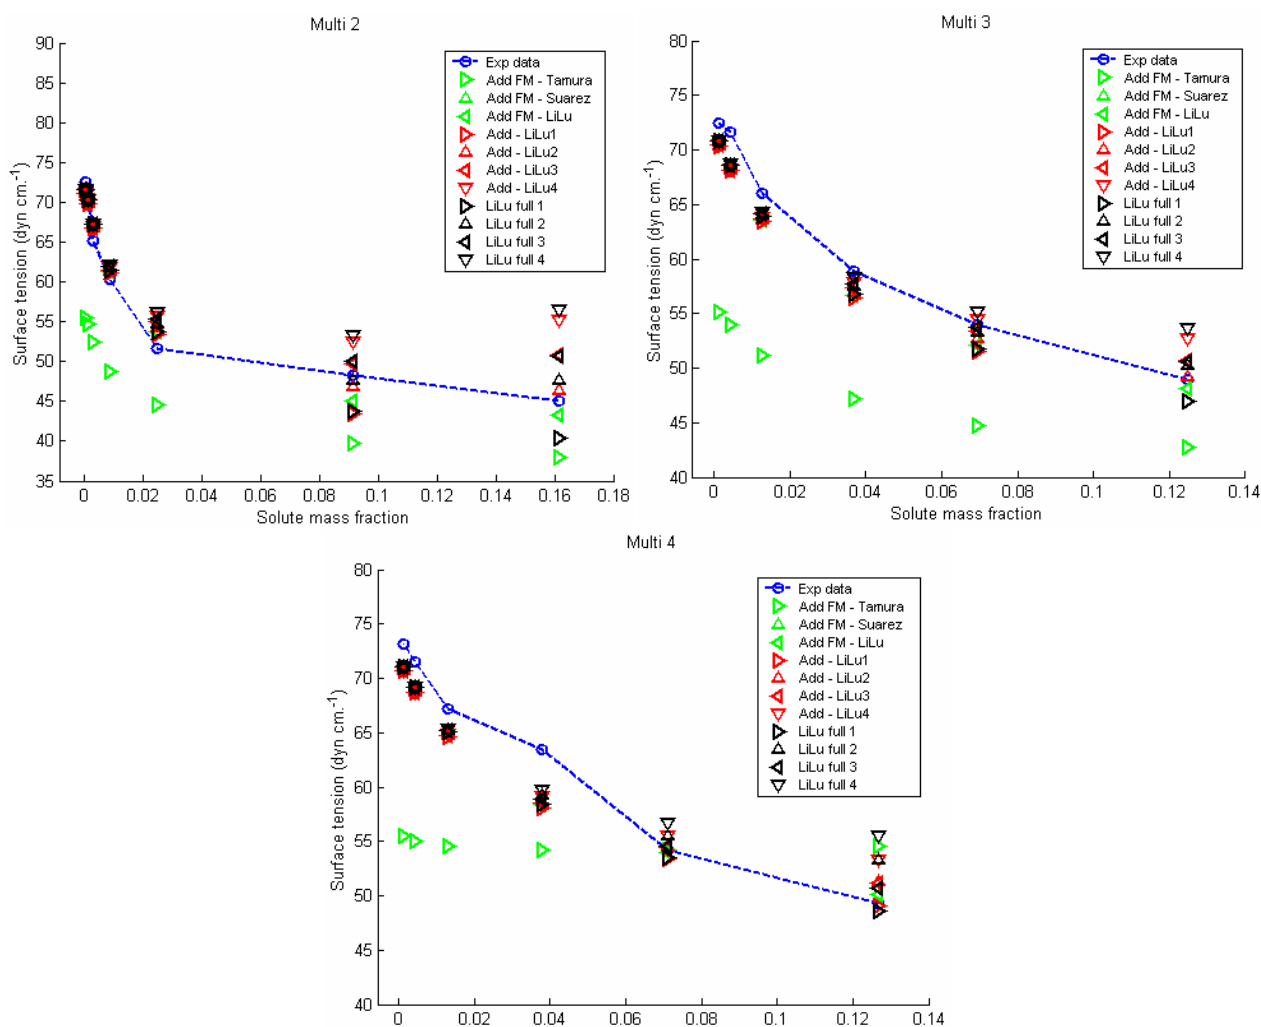 Multi 2
90
85
80
75
70
65
60
55
50
45
40
35
Surface tension (dyn cm.-1)
0
0.02
0.04
0.06
0.08
0.1
0.12
0.14
0.16
0.18
Solute mass fraction
Exp data
Add FM - Tamura
Add FM - Suarez
Add FM - LiLu
Add - LiLu1
Add - LiLu2
Add - LiLu3
Add - LiLu4
LiLu full 1
LiLu full 2
LiLu full 3
LiLu full 4
Multi 3
80
75
70
65
60
55
50
45
40
Surface tension (dyn cm.-1)
0
0.02
0.04
0.06
0.08
0.1
0.12
0.14
Solute mass fraction
Exp data
Add FM - Tamura
Add FM - Suarez
Add FM - LiLu
Add - LiLu1
Add - LiLu2
Add - LiLu3
Add - LiLu4
LiLu full 1
LiLu full 2
LiLu full 3
LiLu full 4
Multi 4
80
75
70
65
60
55
50
45
40
Surface tension (dyn cm.-1)
0
0.02
0.04
0.06
0.08
0.1
0.12
0.14
Exp data
Add FM - Tamura
Add FM - Suarez
Add FM - LiLu
Add - LiLu1
Add - LiLu2
Add - LiLu3
Add - LiLu4
LiLu full 1
LiLu full 2
LiLu full 3
LiLu full 4